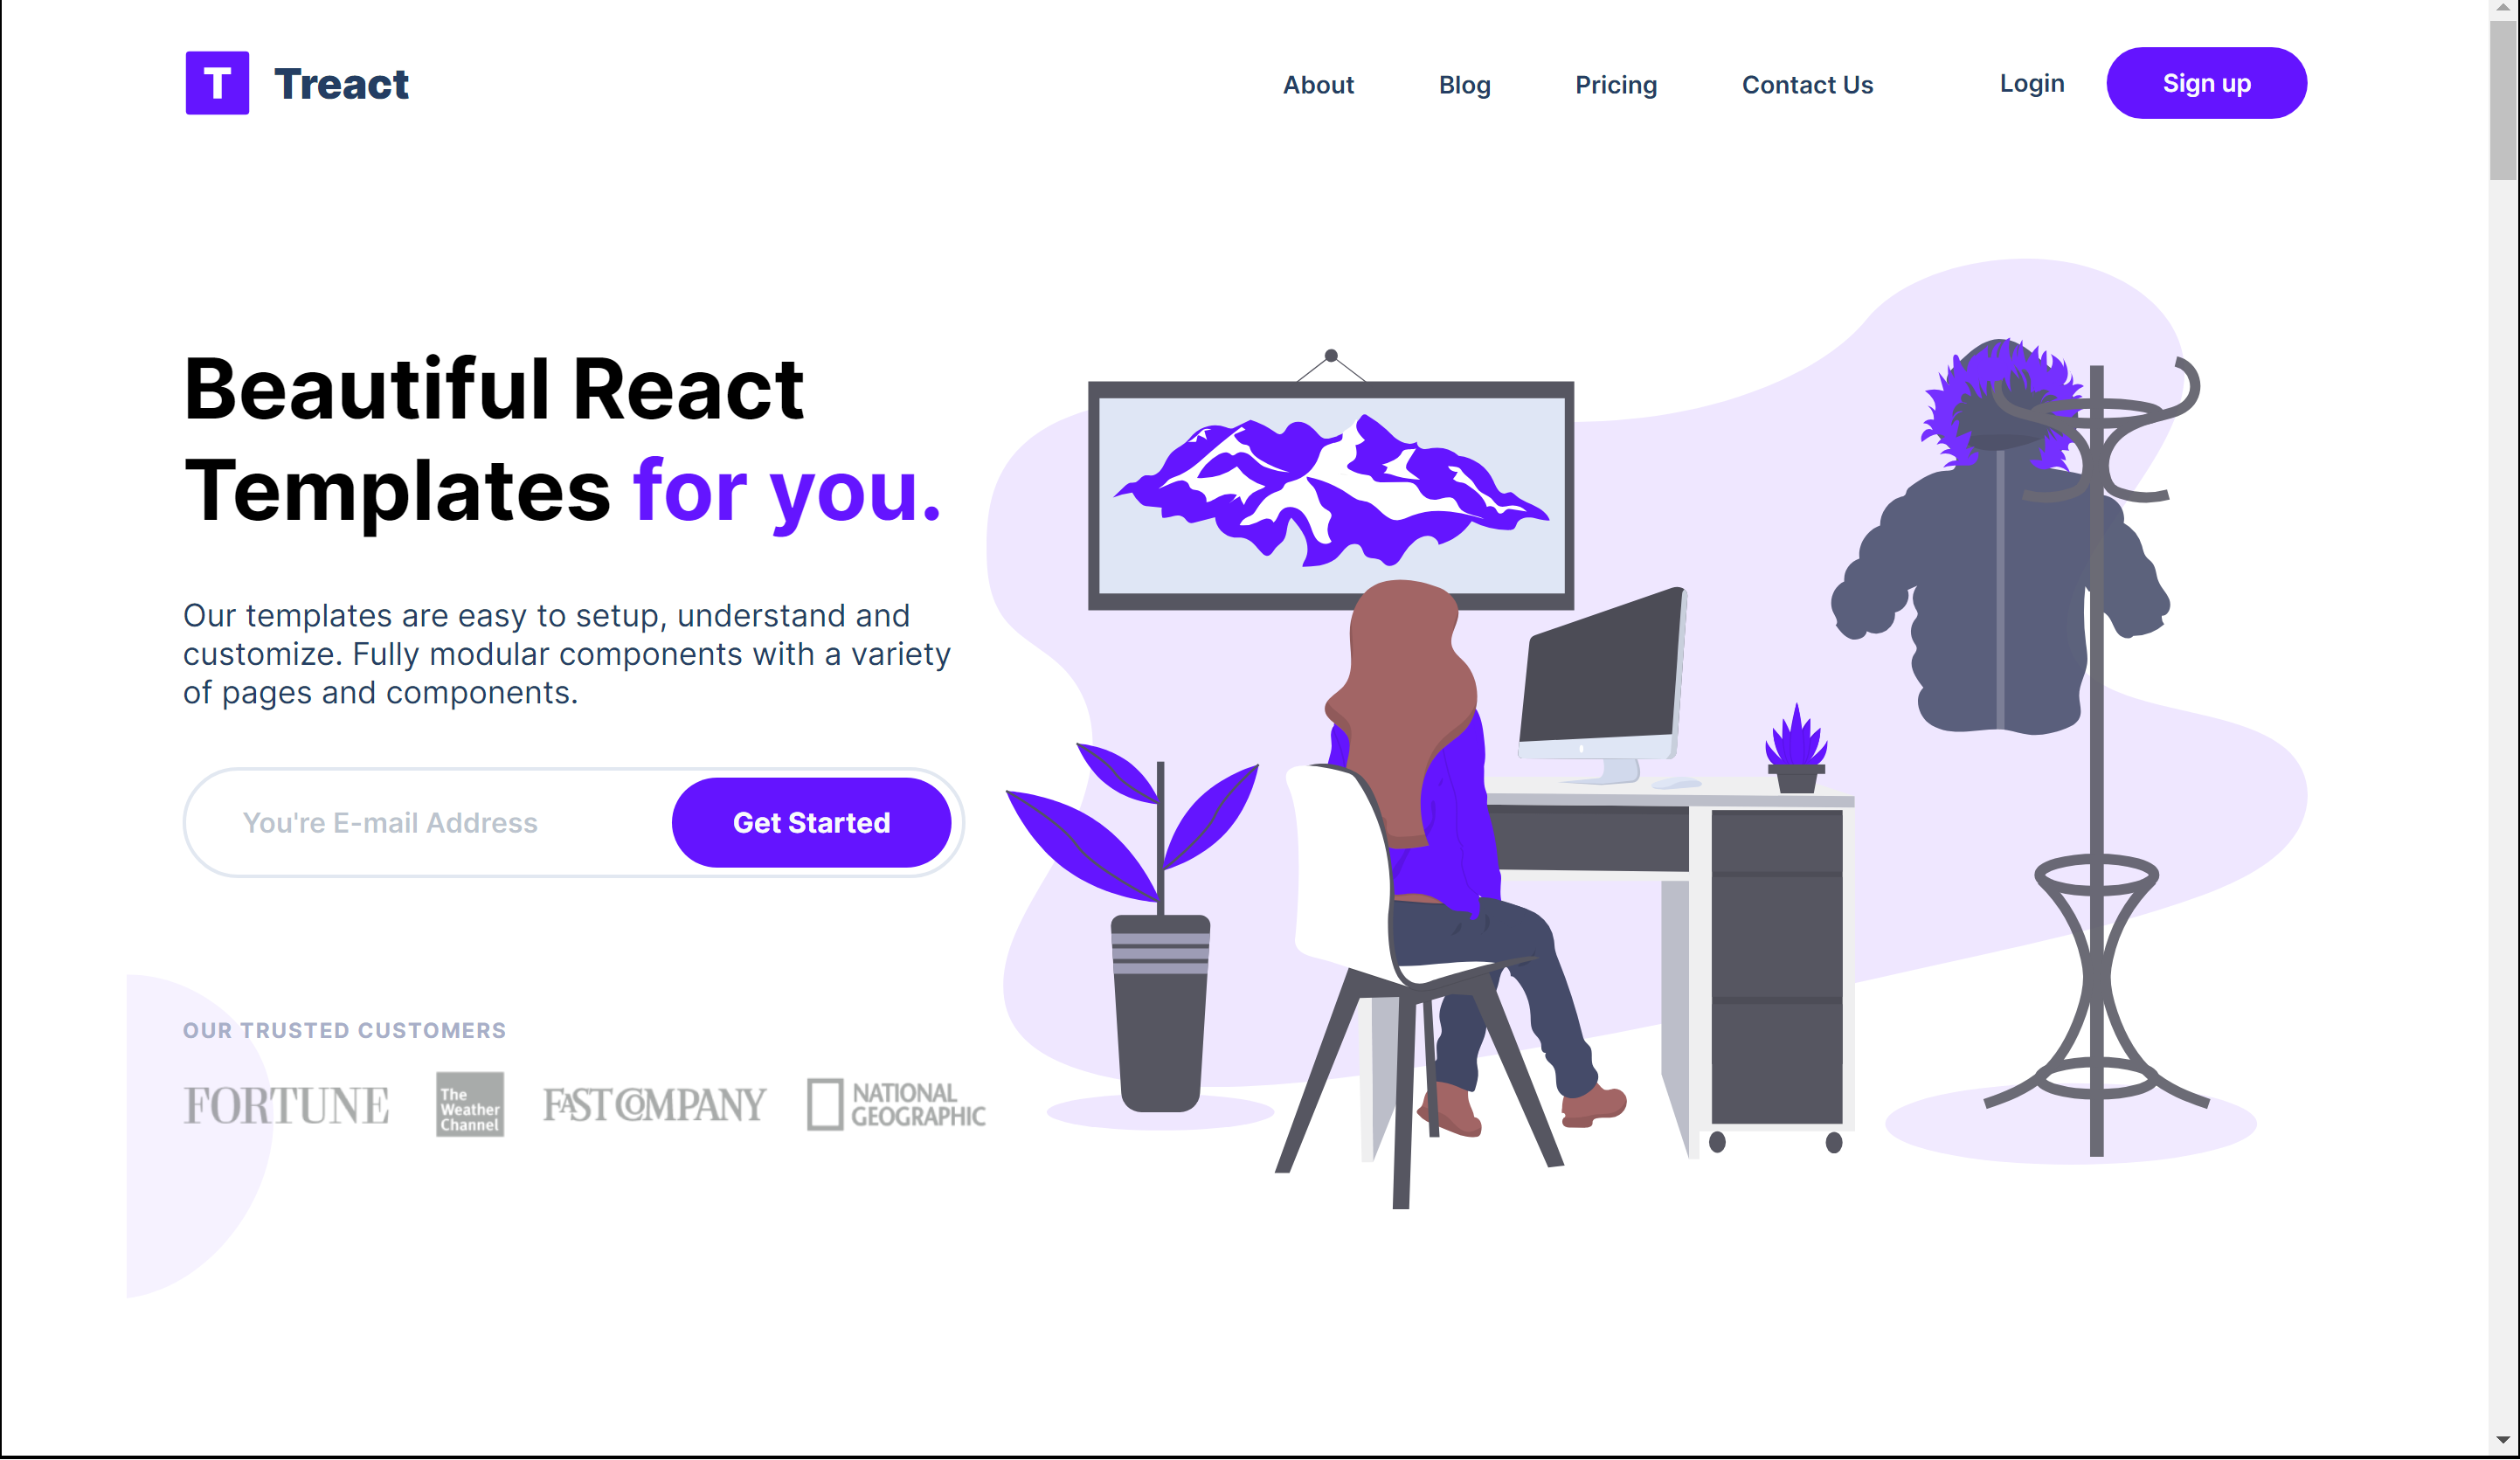 T Treact
About Blog Pricing Contact Us Login Sign up
Beautiful React
Templates for you.
Our templates are easy to setup, understand and
customize. Fully modular components with a variety
of pages and components.
You're E-mail Address Get Started
OUR TRUSTED CUSTOMERS
FORTUNE
The
Weather
Channel
FAST COMPANY
NATIONAL
GEOGRAPHIC